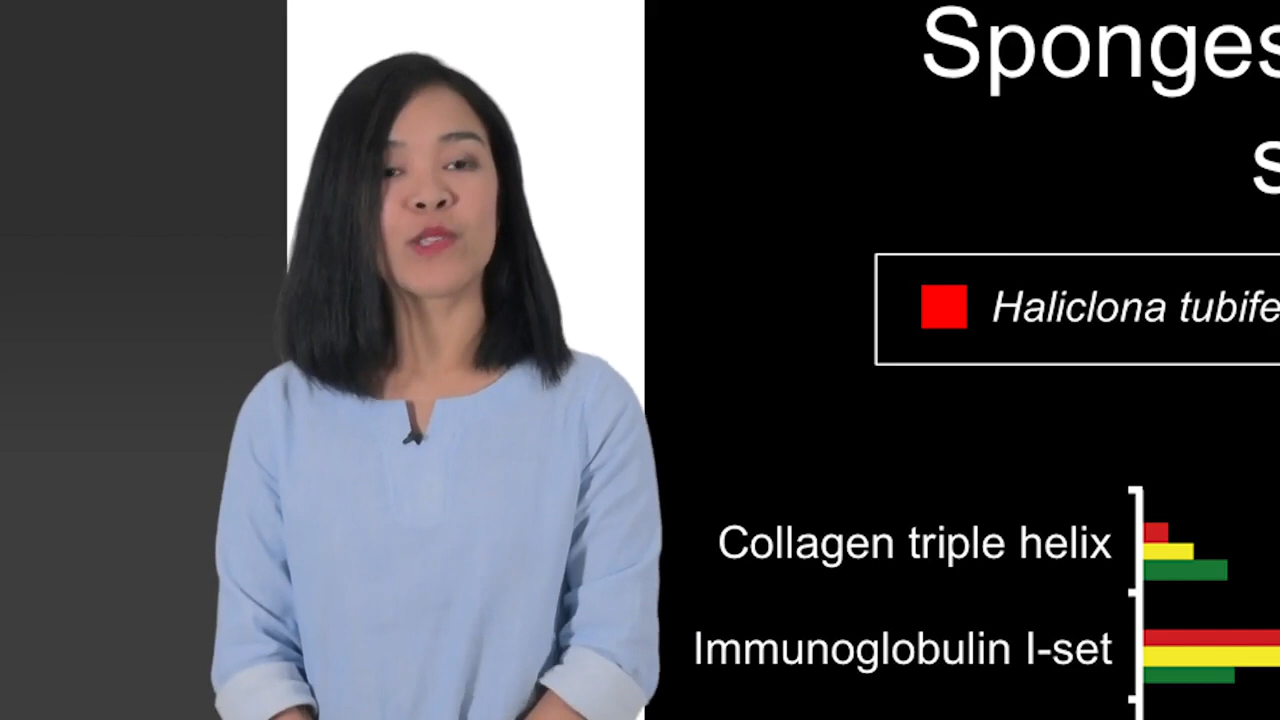 Sponges
s
Haliclona tubife
Collagen triple helix
Immunoglobulin I-set